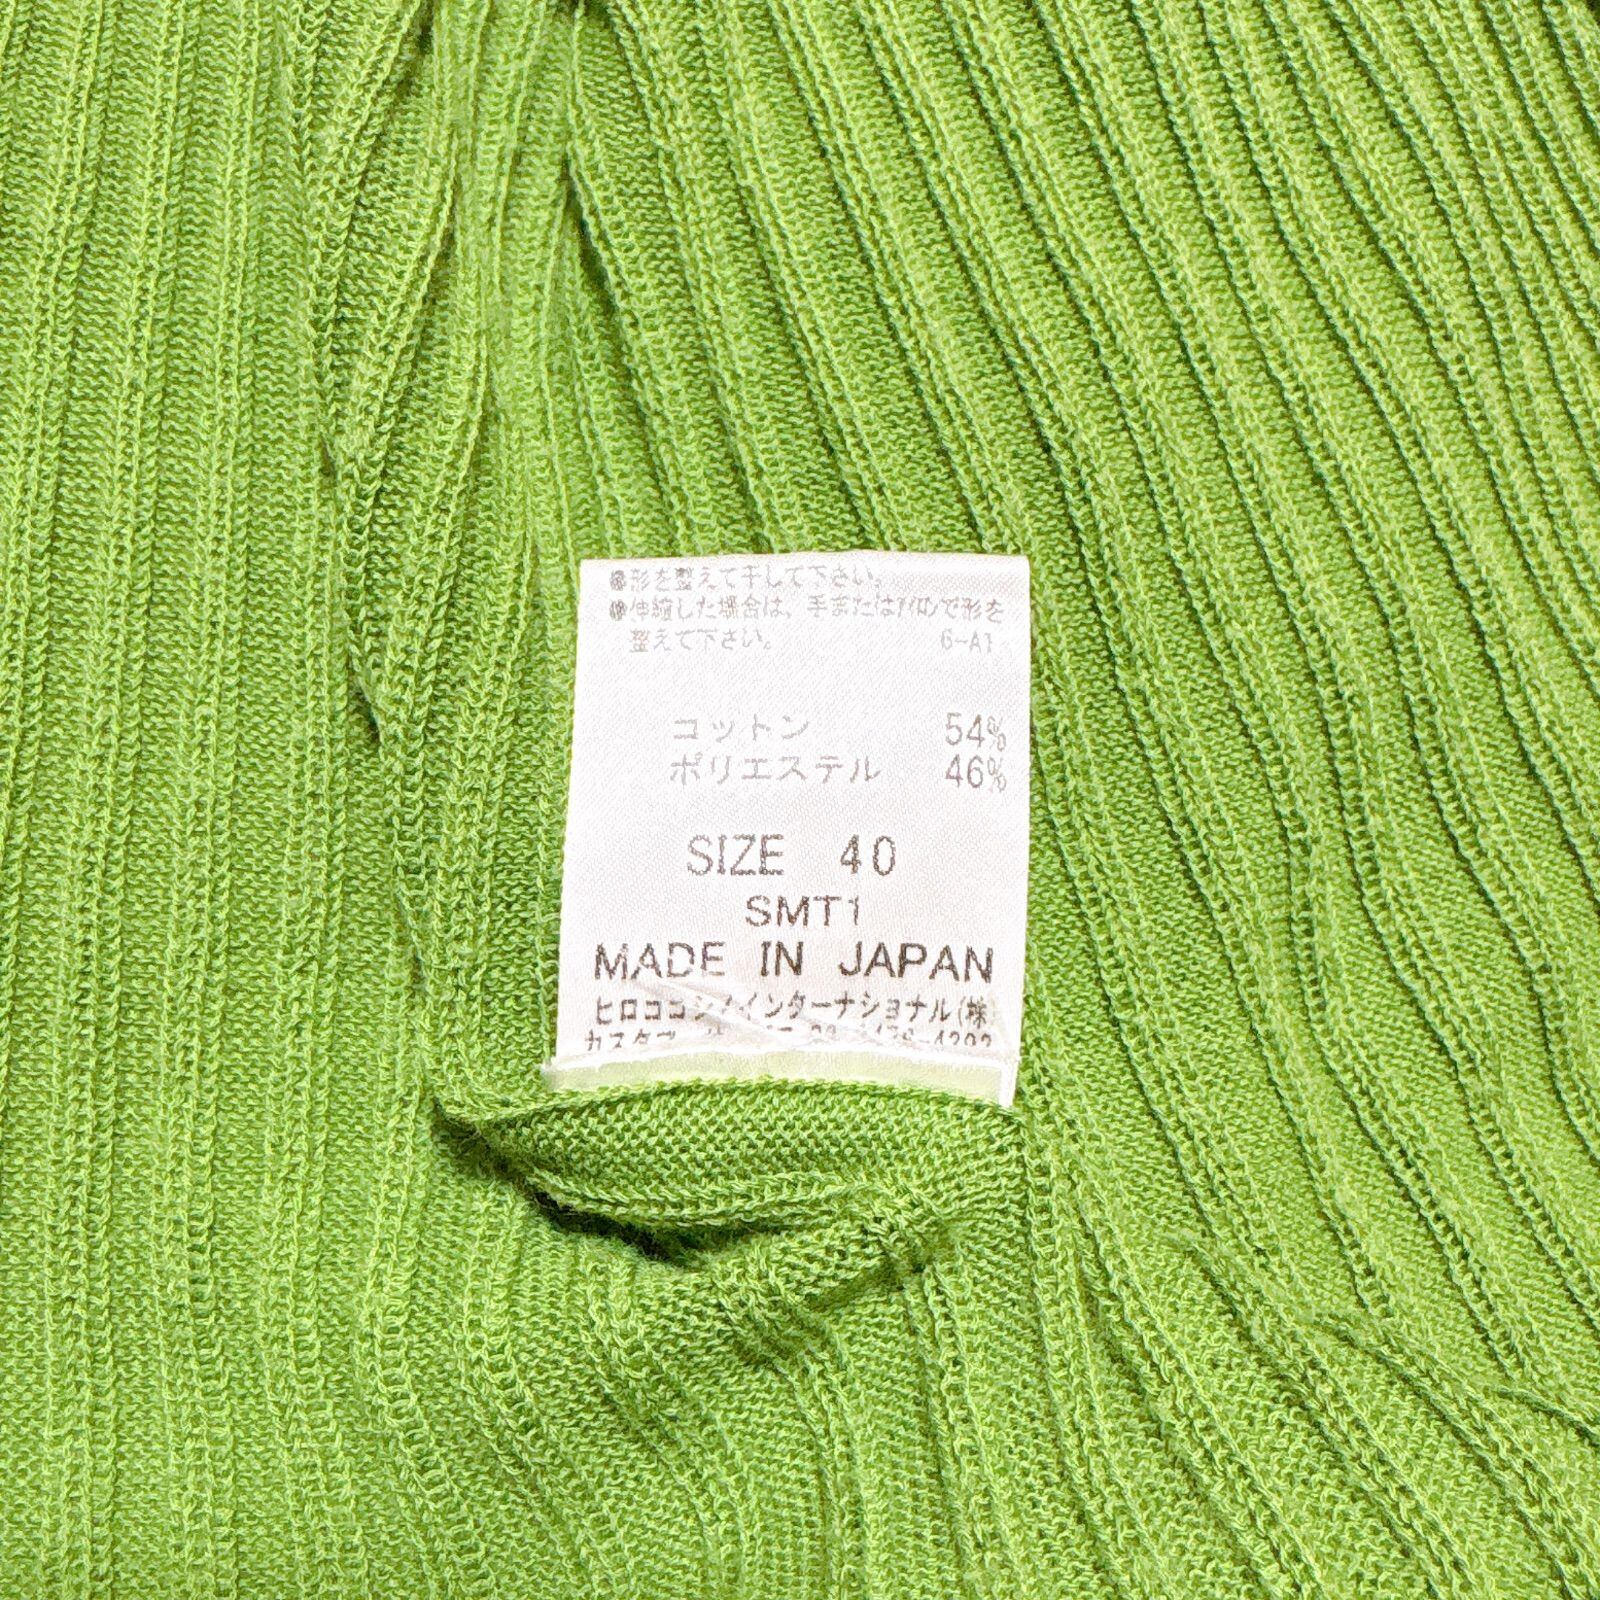 ●形を整えて干して下さい。
●伸縮した場合は、手またはアイロンで形を
整えて下さい。 6-A1
コットン 54%
ポリエステル 46%
SIZE 40
SMT1
MADE IN JAPAN
ヒロココシノインターナショナル(株)